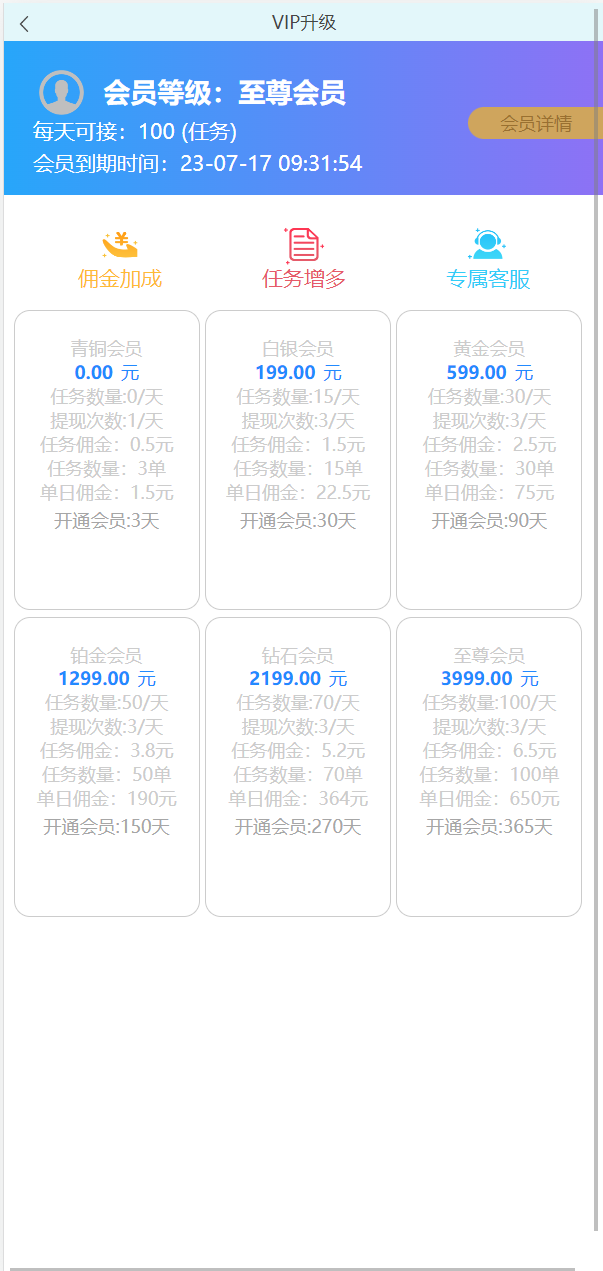 VIP升级
会员等级：至尊会员
每天可接：100 (任务)
会员详情
会员到期时间：23-07-17 09:31:54
佣金加成
任务增多
专属客服
青铜会员
0.00 元
任务数量:0/天
提现次数:1/天
任务佣金：0.5元
任务数量：3单
单日佣金：1.5元
开通会员:3天
白银会员
199.00 元
任务数量:15/天
提现次数:3/天
任务佣金：1.5元
任务数量：15单
单日佣金：22.5元
开通会员:30天
黄金会员
599.00 元
任务数量:30/天
提现次数:3/天
任务佣金：2.5元
任务数量：30单
单日佣金：75元
开通会员:90天
铂金会员
1299.00 元
任务数量:50/天
提现次数:3/天
任务佣金：3.8元
任务数量：50单
单日佣金：190元
开通会员:150天
钻石会员
2199.00 元
任务数量:70/天
提现次数:3/天
任务佣金：5.2元
任务数量：70单
单日佣金：364元
开通会员:270天
至尊会员
3999.00 元
任务数量:100/天
提现次数:3/天
任务佣金：6.5元
任务数量：100单
单日佣金：650元
开通会员:365天